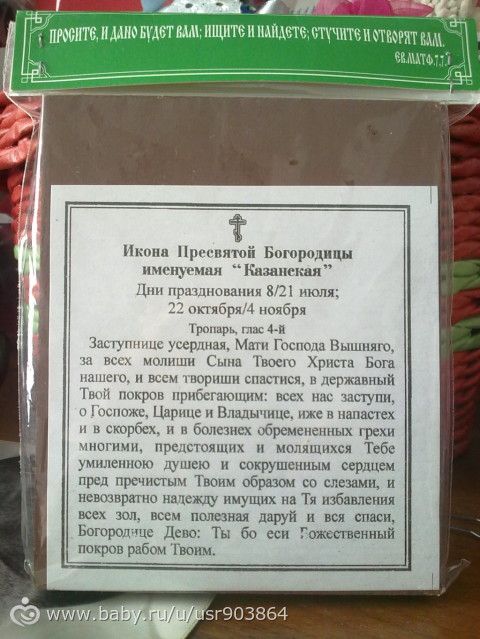 ПРОСИТЕ, И ДАНО БУДЕТ ВАМ; ИЩИТЕ И НАЙДЕТЕ; СТУЧИТЕ И ОТВОРЯТ ВАМ.
ЕВ.МАТФ.7.7
Икона Пресвятой Богородицы
именуемая “Казанская”
Дни празднования 8/21 июля;
22 октября/4 ноября
Тропарь, глас 4-й
Заступнице усердная, Мати Господа Вышняго,
за всех молиши Сына Твоего Христа Бога
нашего, и всем твориши спастися, в державный
Твой покров прибегающим: всех нас заступи,
о Госпоже, Царице и Владычице, иже в напастех
и в скорбех, и в болезнех обремененных грехи
многими, предстоящих и молящихся Тебе
умиленною душею и сокрушенным сердцем
пред пречистым Твоим образом со слезами, и
невозвратно надежду имущих на Тя избавления
всех зол, всем полезная даруй и вся спаси,
Богородице Дево: Ты бо еси Божественный
покров рабом Твоим.
www.baby.ru/u/usr903864